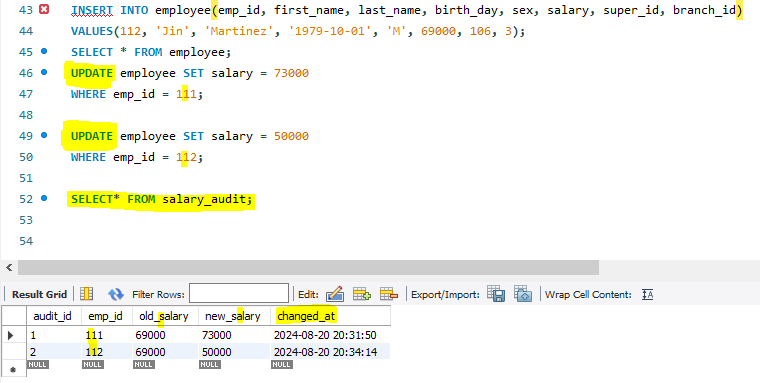 43 INSERT INTO employee(emp_id, first_name, last_name, birth_day, sex, salary, super_id, branch_id)
44 VALUES(112, 'Jin', 'Martinez', '1979-10-01', 'M', 69000, 106, 3);
45 SELECT * FROM employee;
46 UPDATE employee SET salary = 73000
47 WHERE emp_id = 111;
48
49 UPDATE employee SET salary = 50000
50 WHERE emp_id = 112;
51
52 SELECT* FROM salary_audit;
53
54
Result Grid Filter Rows: Edit: Export/Import: Wrap Cell Content: IA
audit_id emp_id old_salary new_salary changed_at
1 111 69000 73000 2024-08-20 20:31:50
2 112 69000 50000 2024-08-20 20:34:14
NULL NULL NULL NULL NULL